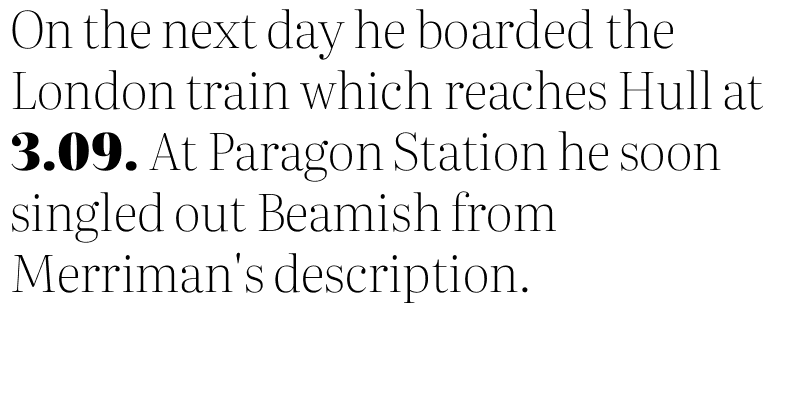 On the next day he boarded the
London train which reaches Hull at
3.09. At Paragon Station he soon
singled out Beamish from
Merriman's description.